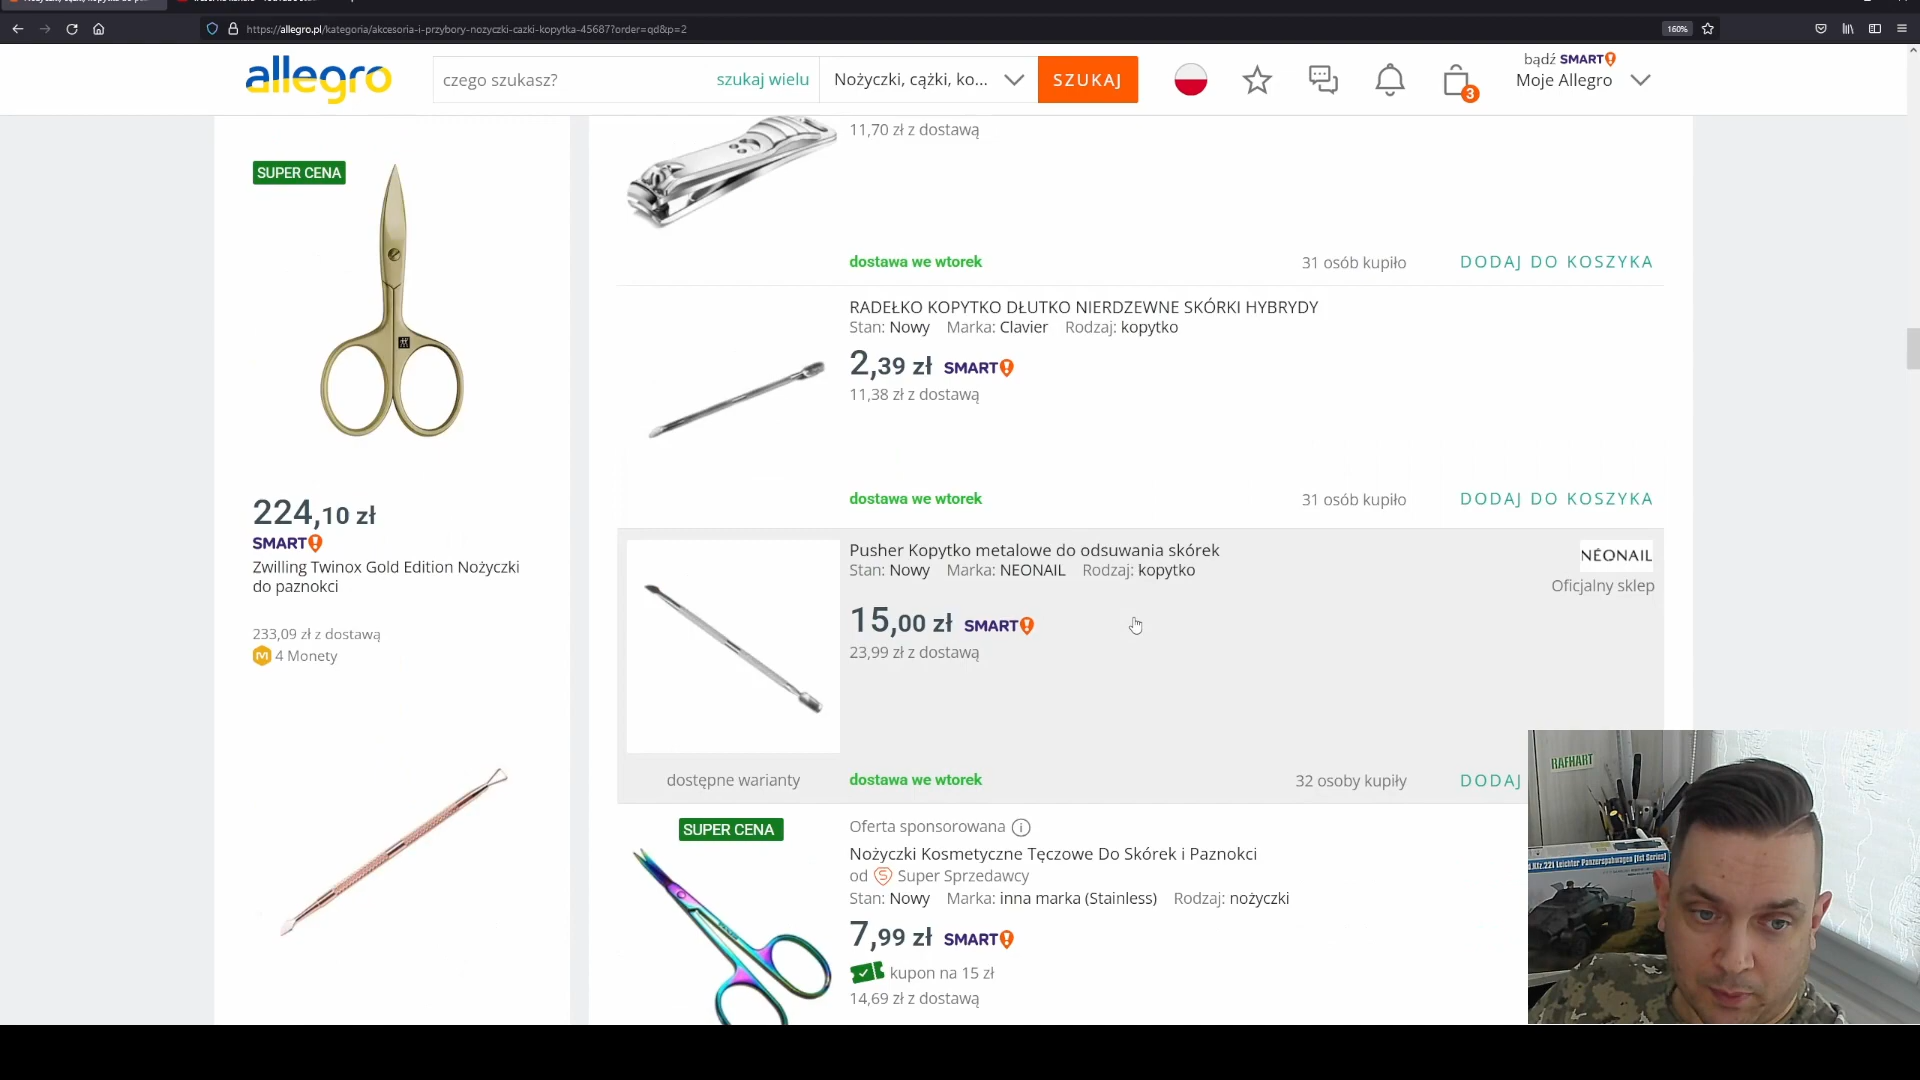 https://allegro.pl/kategoria/akcesoria-i-przybory-nozyczki-cazki-kopytka-45687?order=qd&p=2
160%
allegro
czego szukasz?
szukaj wielu
Nożyczki, cążki, ko...
SZUKAJ
3
bądź SMART!
Moje Allegro
SUPER CENA
224,10 zł
SMART!
Zwilling Twinox Gold Edition Nożyczki
do paznokci
233,09 zł z dostawą
M 4 Monety
11,70 zł z dostawą
dostawa we wtorek
31 osób kupiło
DODAJ DO KOSZYKA
RADEŁKO KOPYTKO DŁUTKO NIERDZEWNE SKÓRKI HYBRYDY
Stan: Nowy Marka: Clavier Rodzaj: kopytko
2,39 zł SMART!
11,38 zł z dostawą
dostawa we wtorek
31 osób kupiło
DODAJ DO KOSZYKA
Pusher Kopytko metalowe do odsuwania skórek
Stan: Nowy Marka: NEONAIL Rodzaj: kopytko
NÉONAIL
Oficjalny sklep
15,00 zł SMART!
23,99 zł z dostawą
dostępne warianty
dostawa we wtorek
32 osoby kupiły
DODAJ
SUPER CENA
Oferta sponsorowana
Nożyczki Kosmetyczne Tęczowe Do Skórek i Paznokci
od S Super Sprzedawcy
Stan: Nowy Marka: inna marka (Stainless) Rodzaj: nożyczki
7,99 zł SMART!
kupon na 15 zł
14,69 zł z dostawą
RAFHART
d.Kfz.221 Leichter Panzerspähwagen (1st Series)